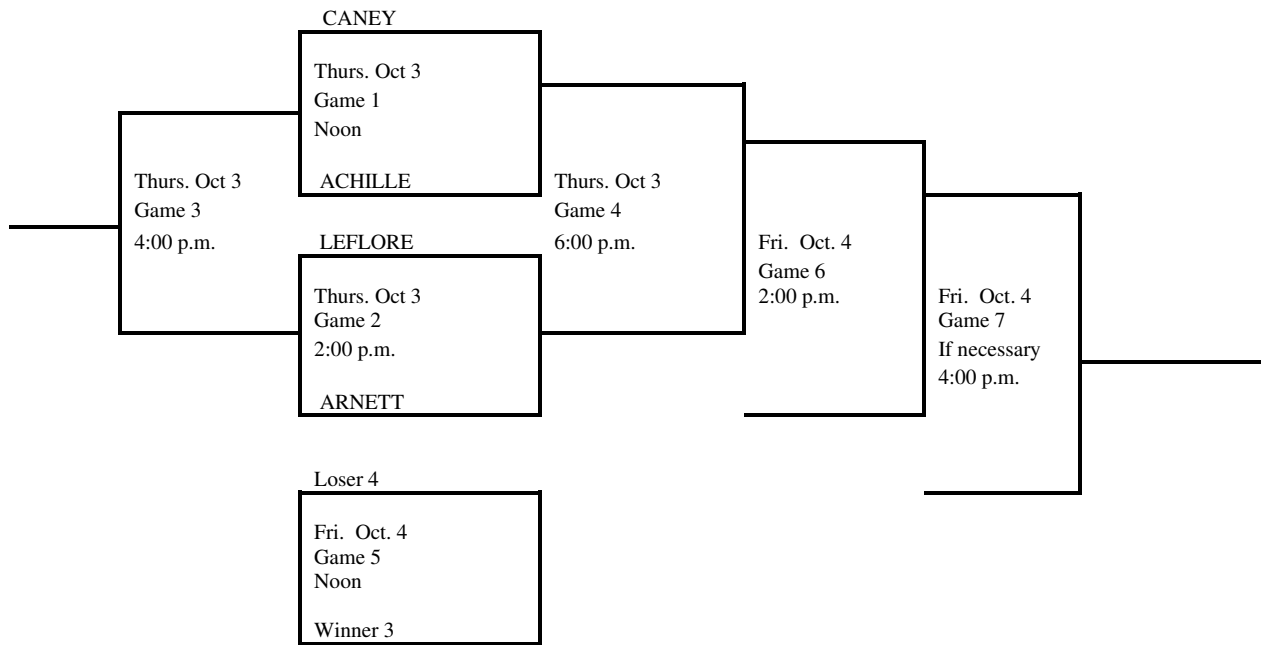 CANEY
Thurs. Oct 3
Game 1
Noon
ACHILLE
Thurs. Oct 3
Game 3
4:00 p.m.
LEFLORE
Thurs. Oct 3
Game 2
2:00 p.m.
ARNETT
Thurs. Oct 3
Game 4
6:00 p.m.
Fri. Oct. 4
Game 6
2:00 p.m.
Fri. Oct. 4
Game 7
If necessary
4:00 p.m.
Loser 4
Fri. Oct. 4
Game 5
Noon
Winner 3